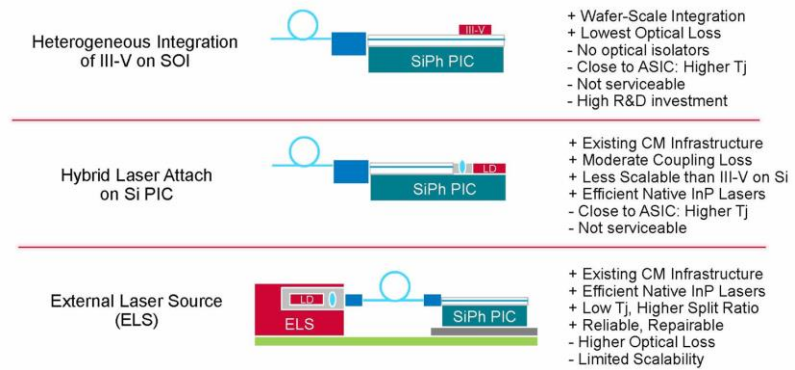 Heterogeneous Integration
of III-V on SOI
III-V
SiPh PIC
+ Wafer-Scale Integration
+ Lowest Optical Loss
- No optical isolators
- Close to ASIC: Higher Tj
- Not serviceable
- High R&D investment
Hybrid Laser Attach
on Si PIC
LD
SiPh PIC
+ Existing CM Infrastructure
+ Moderate Coupling Loss
+ Less Scalable than III-V on Si
+ Efficient Native InP Lasers
- Close to ASIC: Higher Tj
- Not serviceable
External Laser Source
(ELS)
LD
ELS
SiPh PIC
+ Existing CM Infrastructure
+ Efficient Native InP Lasers
+ Low Tj, Higher Split Ratio
+ Reliable, Repairable
- Higher Optical Loss
- Limited Scalability